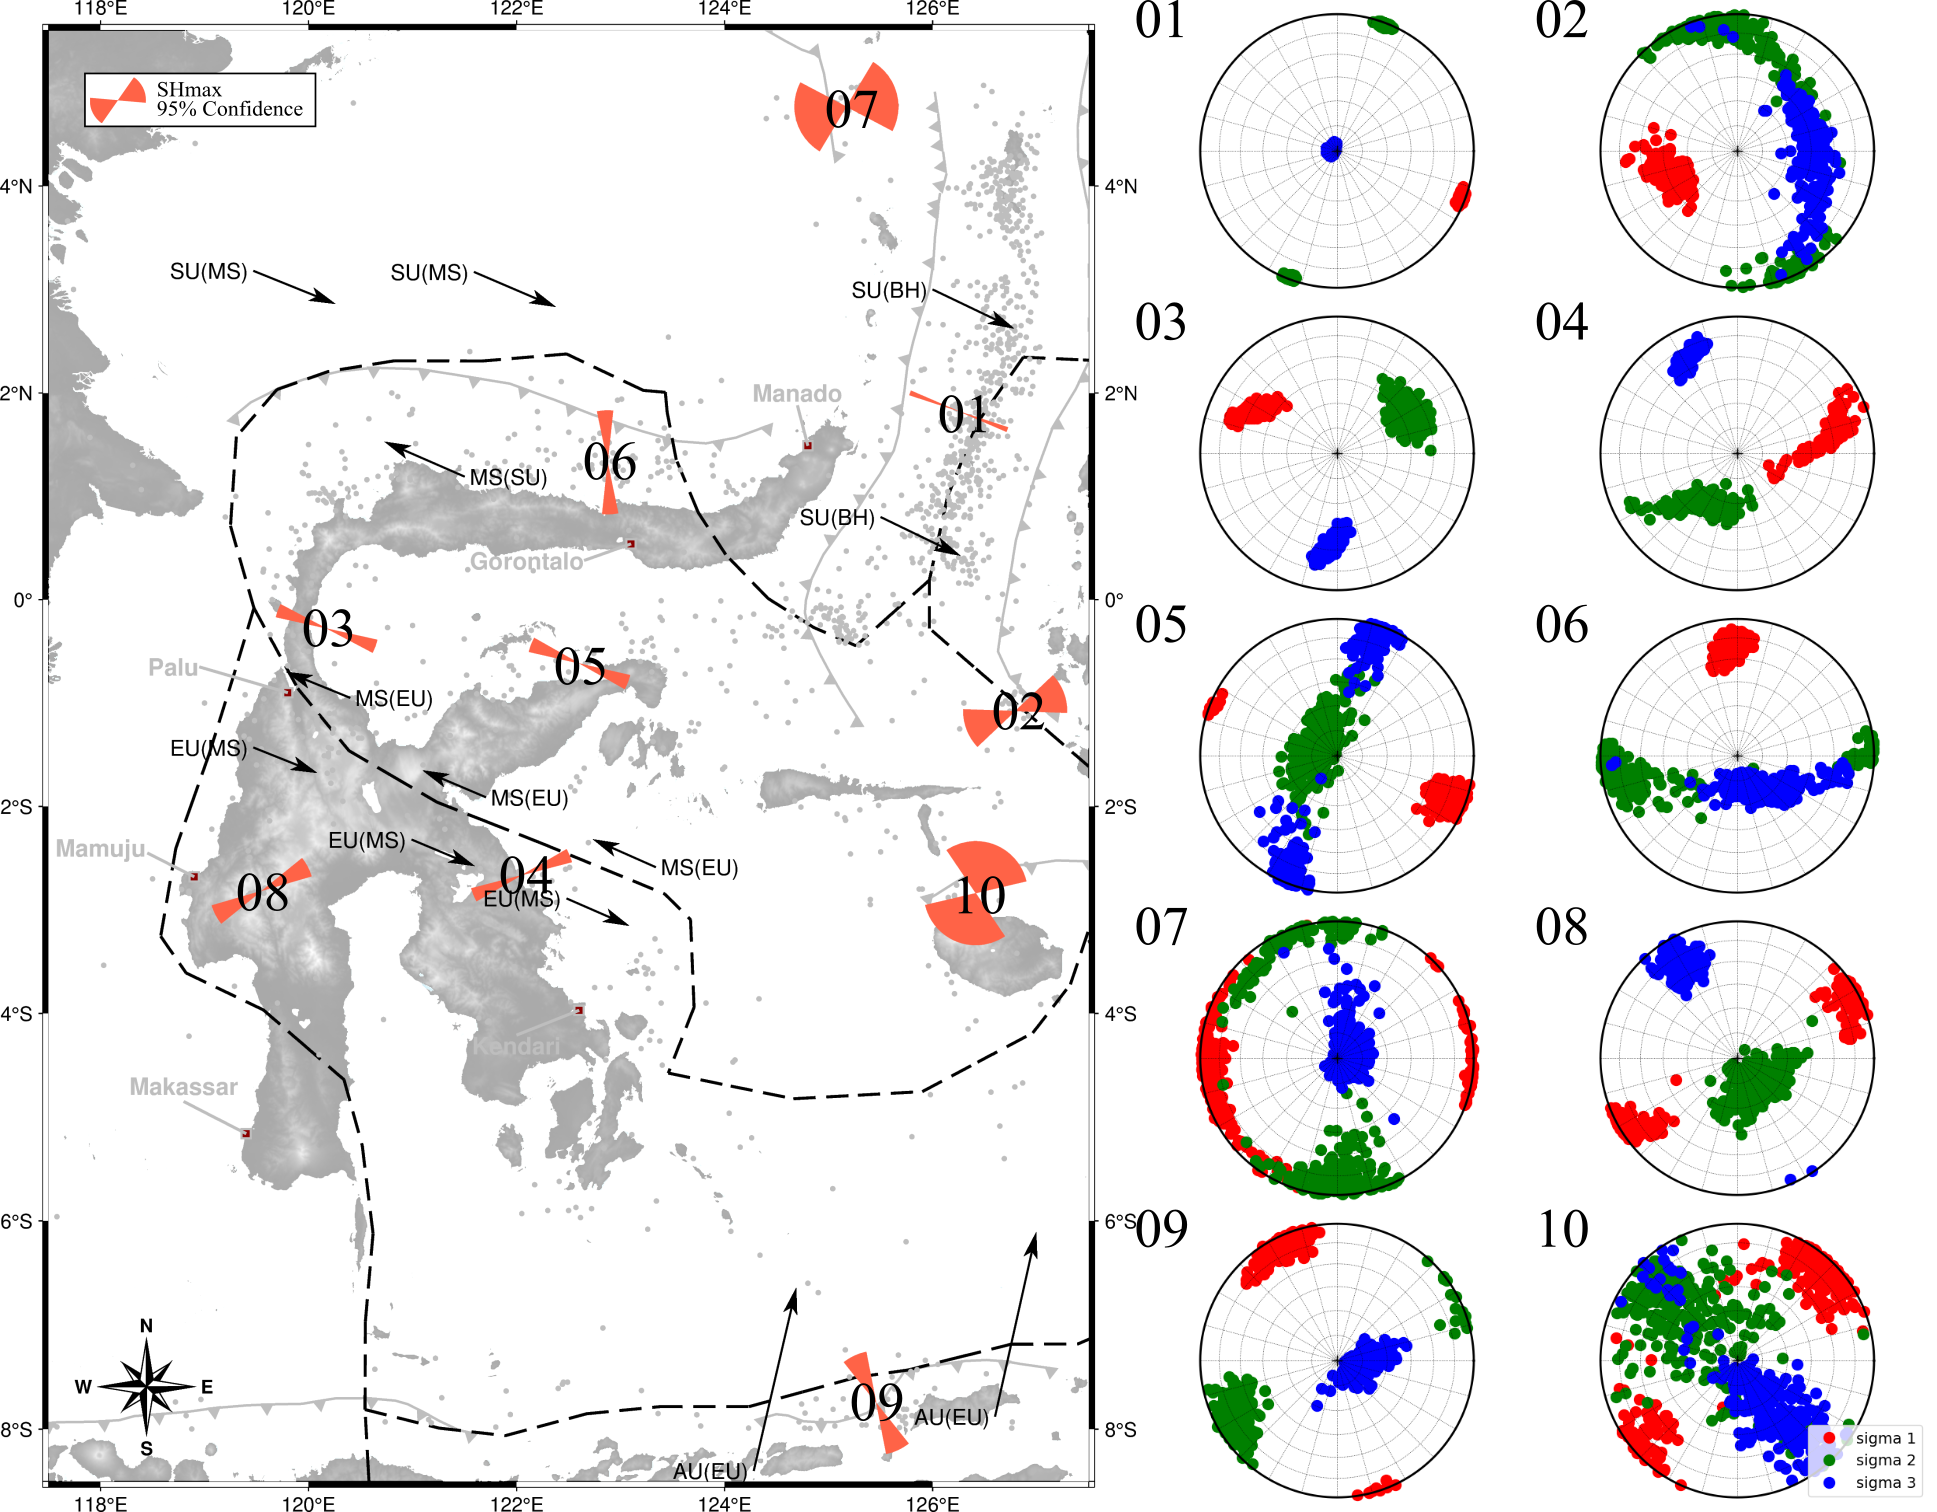 118°E 120°E 122°E 124°E 126°E
SHmax
95% Confidence
07
4°N 4°N
SU(MS) SU(MS) SU(BH)
2°N Manado 01 2°N
06
MS(SU)
SU(BH)
Gorontalo
0° 0°
03
Palu 05
MS(EU)
02
EU(MS)
MS(EU)
2°S 2°S
Mamuju EU(MS)
MS(EU)
08 04 10
EU(MS)
4°S 4°S
Kendari
Makassar
6°S 6°S
N
W E
S
09
8°S AU(EU) 8°S
AU(EU)
118°E 120°E 122°E 124°E 126°E
01 02
03 04
05 06
07 08
09 10
sigma 1
sigma 2
sigma 3